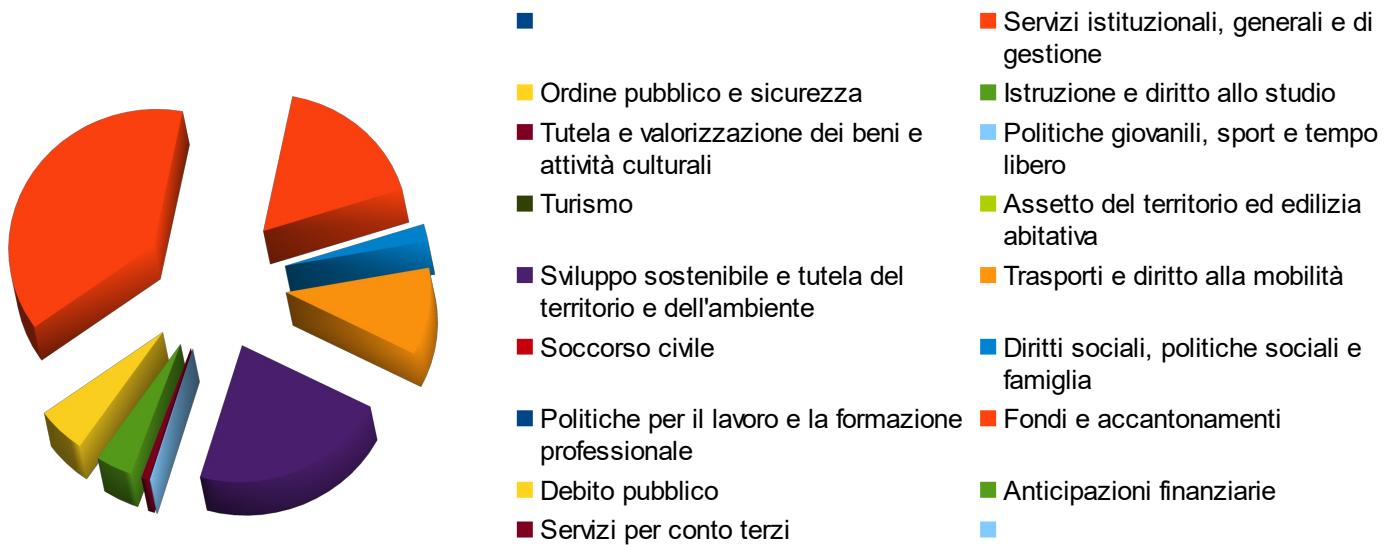 Servizi istituzionali, generali e di
gestione
Ordine pubblico e sicurezza
Istruzione e diritto allo studio
Tutela e valorizzazione dei beni e
attività culturali
Politiche giovanili, sport e tempo
libero
Turismo
Assetto del territorio ed edilizia
abitativa
Sviluppo sostenibile e tutela del
territorio e dell'ambiente
Trasporti e diritto alla mobilità
Soccorso civile
Diritti sociali, politiche sociali e
famiglia
Politiche per il lavoro e la formazione
professionale
Fondi e accantonamenti
Debito pubblico
Anticipazioni finanziarie
Servizi per conto terzi